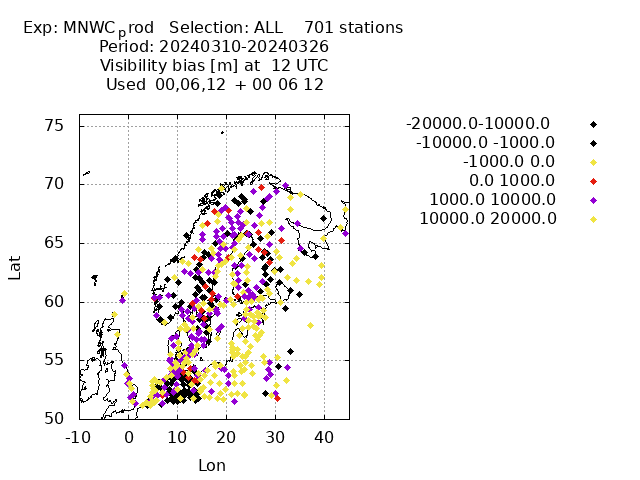 Exp: MNWCprod   Selection: ALL    701 stations
Period: 20240310-20240326
Visibility bias [m] at  12 UTC
Used  00,06,12  + 00 06 12
-20000.0-10000.0
-10000.0 -1000.0
-1000.0 0.0
0.0 1000.0
1000.0 10000.0
10000.0 20000.0
75
70
65
60
55
50
Lat
-10 0 10 20 30 40
Lon